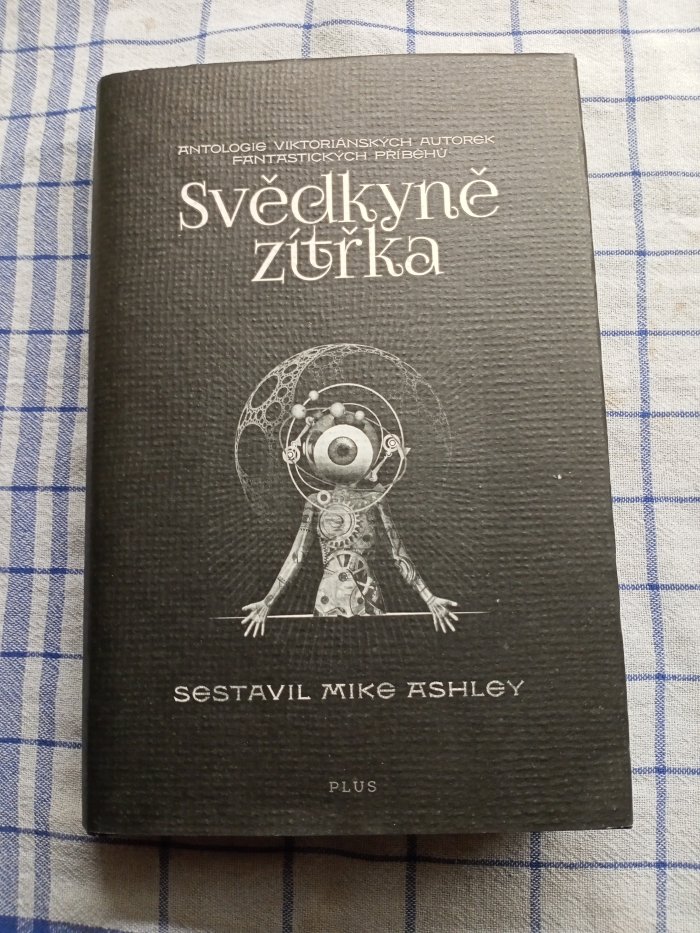 ANTOLOGIE VIKTORIÁNSKÝCH AUTOREK
FANTASTICKÝCH PŘÍBĚHŮ
Svědkyně
zítřka
SESTAVIL MIKE ASHLEY
PLUS